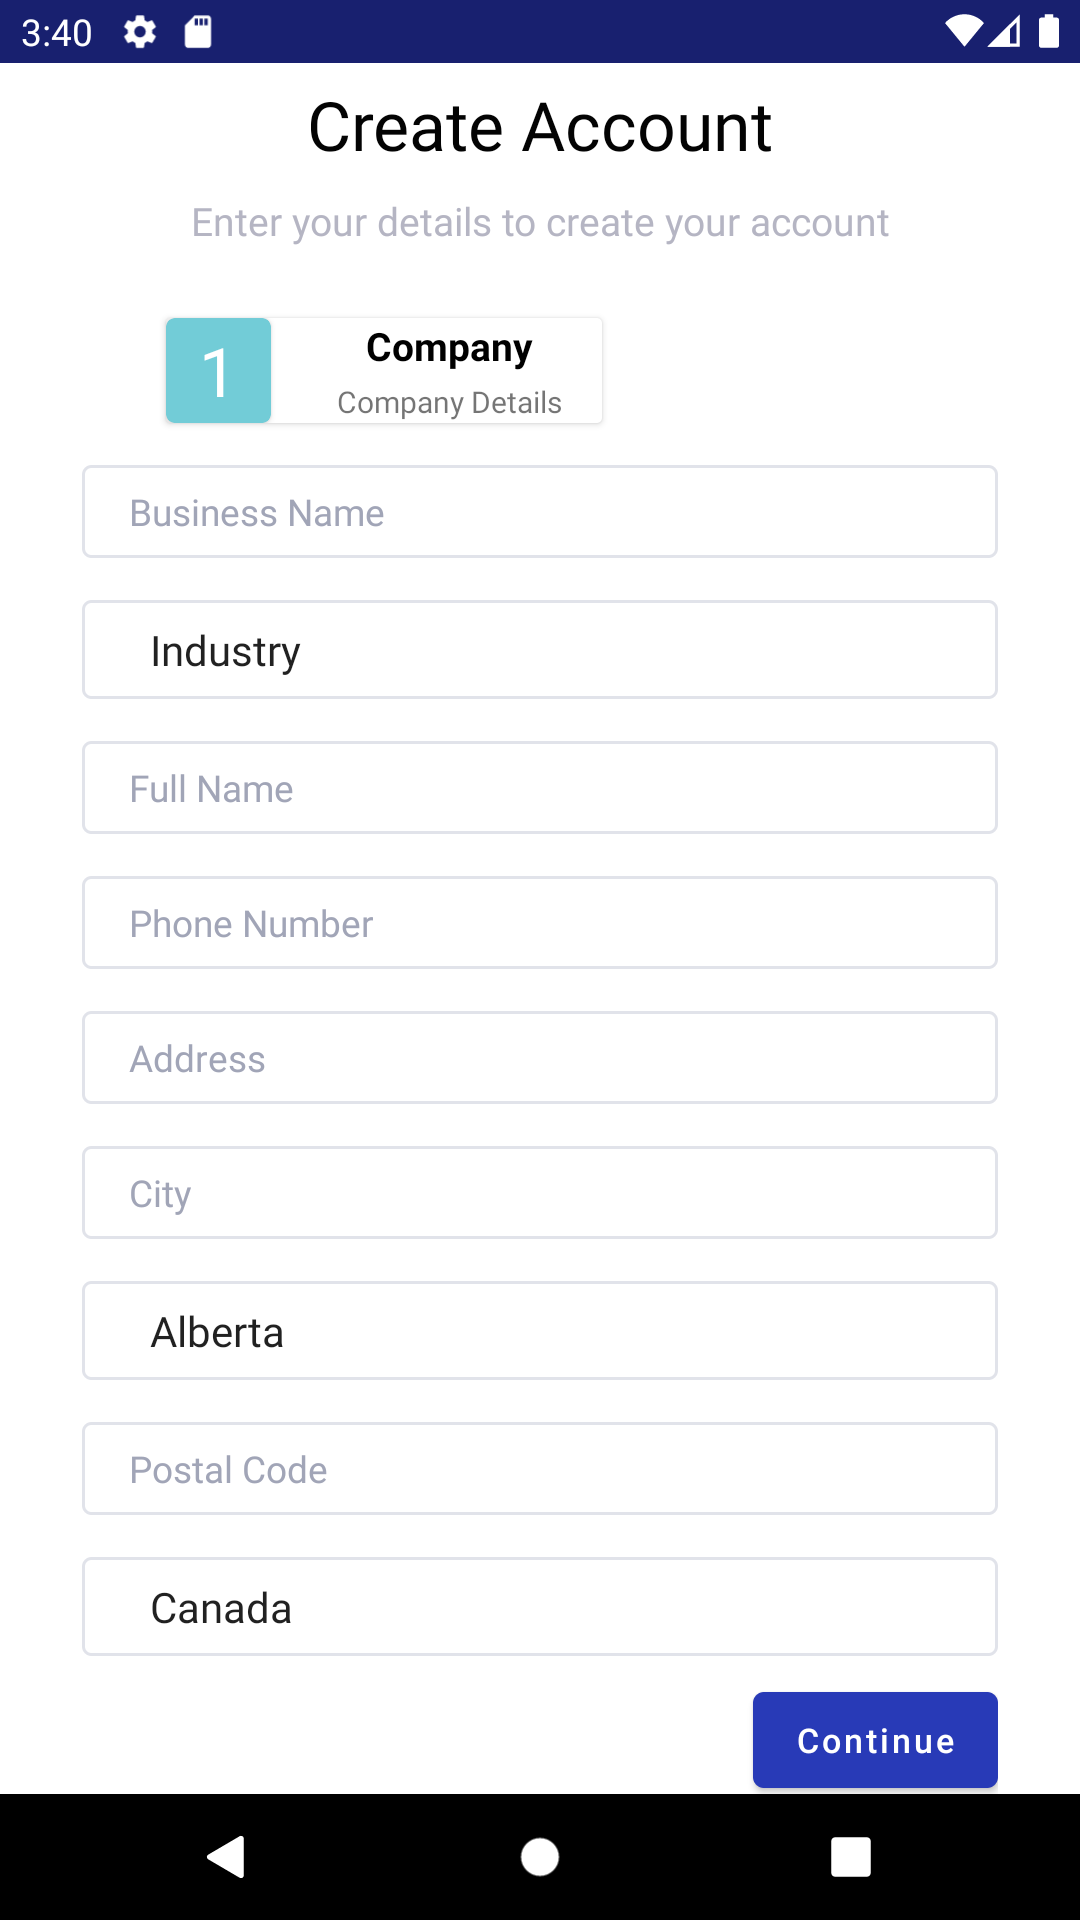 3:40
Create Account
Enter your details to create your account
1
Company
Company Details
Business Name
Industry
Full Name
Phone Number
Address
City
Alberta
Postal Code
Canada
Continue